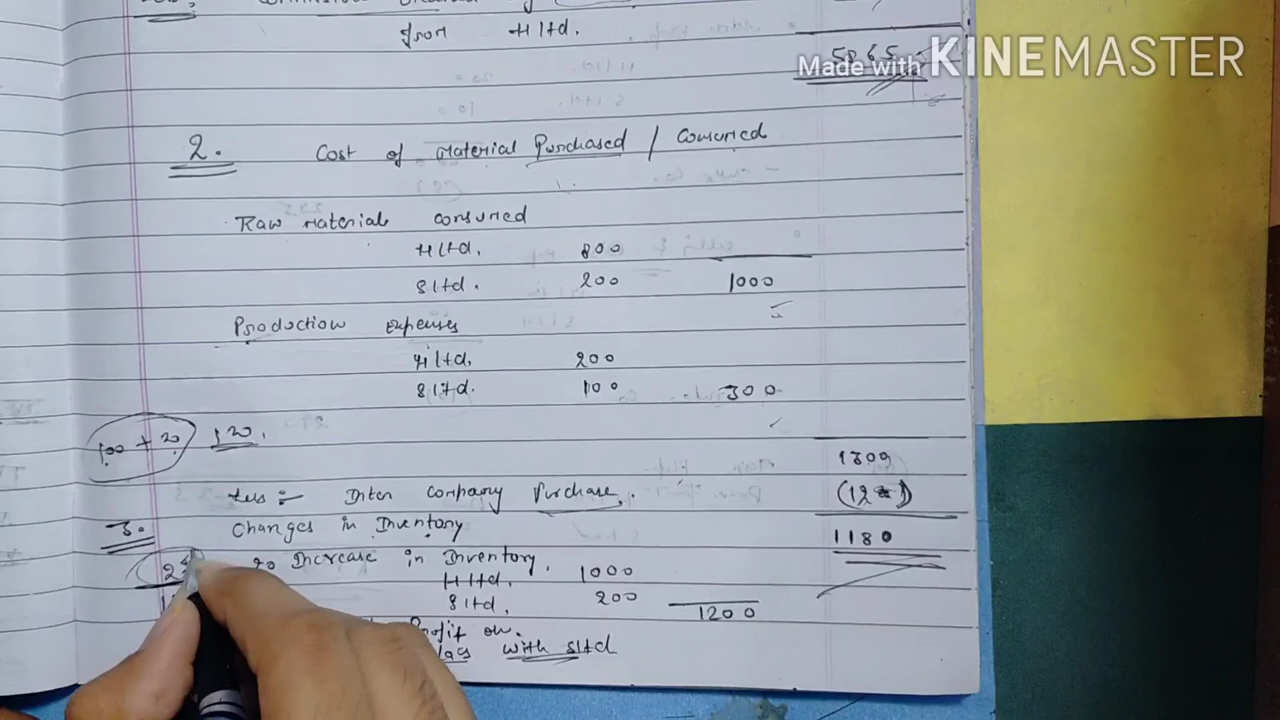 from H ltd.
5865
Made with KINEMASTER
2. Cost of Material Purchased / Consumed
Raw Materials consumed
H ltd. 800
S ltd. 200 1000
Production Expenses
H ltd. 200
S ltd. 100 300
100 + 20 120.
1300
Less :- Inter Company Purchase. (120)
3. Changes in Inventory
1180
Increase in Inventory.
H ltd. 1000
S ltd. 200 1200
Profit on
with S ltd